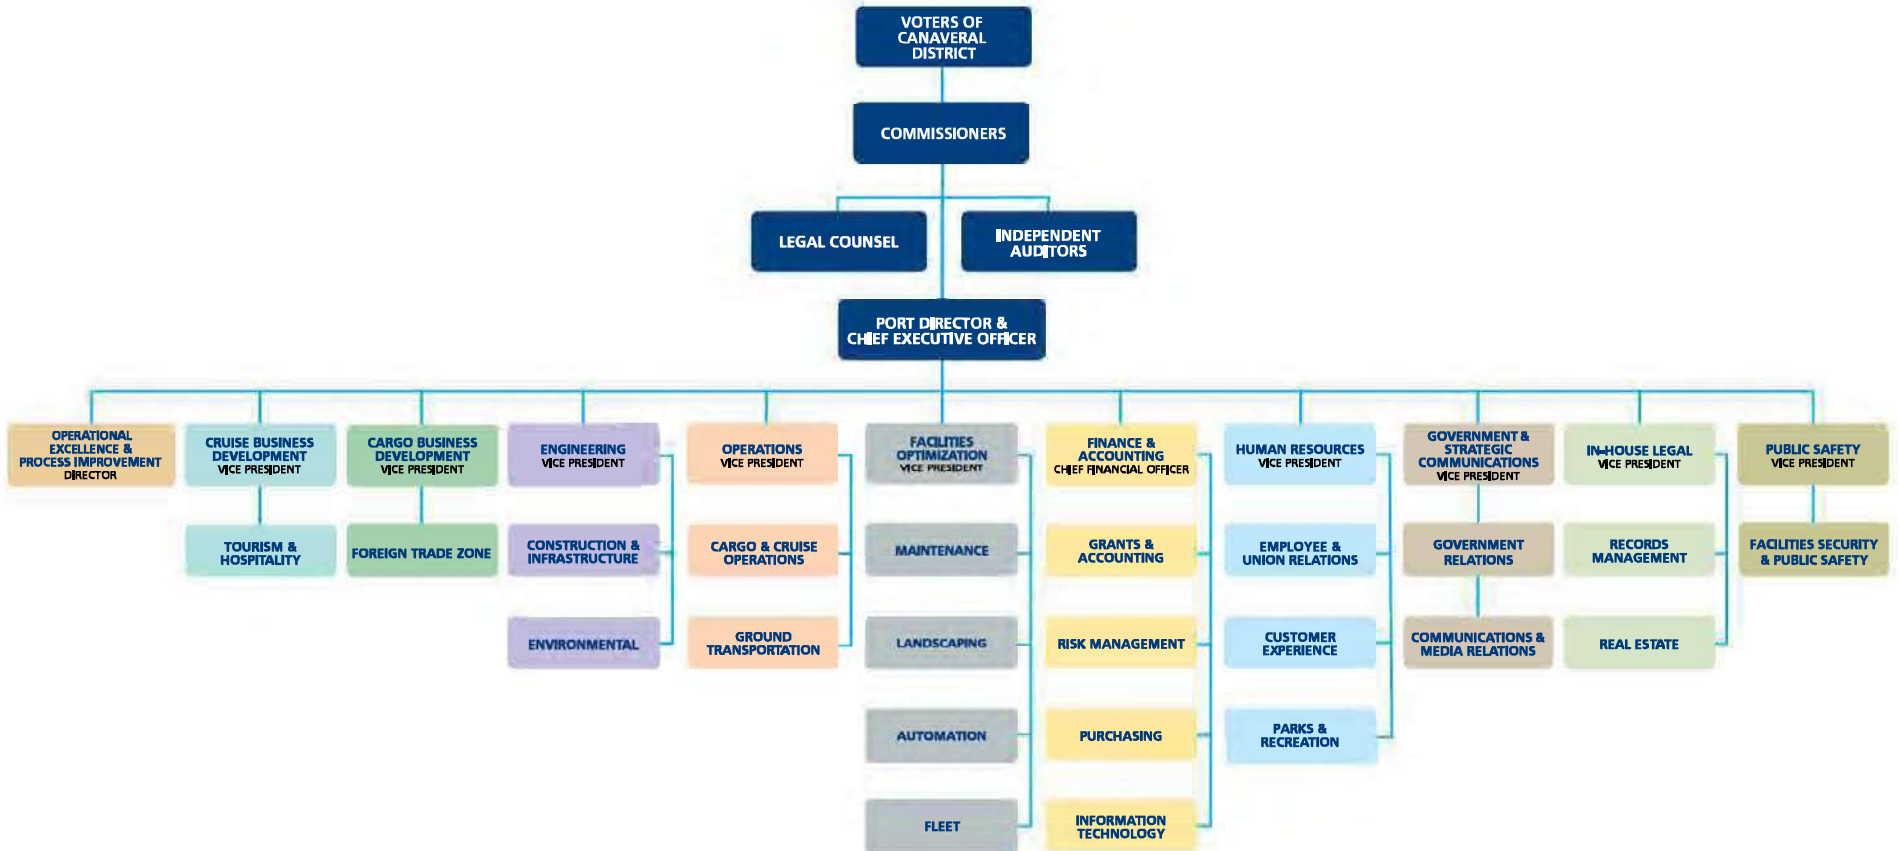 VOTERS OF
CANAVERAL
DISTRICT
COMMISSIONERS
LEGAL COUNSEL
INDEPENDENT
AUDITORS
PORT DIRECTOR &
CHIEF EXECUTIVE OFFICER
OPERATIONAL
EXCELLENCE &
PROCESS IMPROVEMENT
DIRECTOR
CRUISE BUSINESS
DEVELOPMENT
VICE PRESIDENT
CARGO BUSINESS
DEVELOPMENT
VICE PRESIDENT
ENGINEERING
VICE PRESIDENT
OPERATIONS
VICE PRESIDENT
FACILITIES
OPTIMIZATION
VICE PRESIDENT
FINANCE &
ACCOUNTING
CHIEF FINANCIAL OFFICER
HUMAN RESOURCES
VICE PRESIDENT
GOVERNMENT &
STRATEGIC
COMMUNICATIONS
VICE PRESIDENT
IN-HOUSE LEGAL
VICE PRESIDENT
PUBLIC SAFETY
VICE PRESIDENT
TOURISM &
HOSPITALITY
FOREIGN TRADE ZONE
CONSTRUCTION &
INFRASTRUCTURE
CARGO & CRUISE
OPERATIONS
MAINTENANCE
GRANTS &
ACCOUNTING
EMPLOYEE &
UNION RELATIONS
GOVERNMENT
RELATIONS
RECORDS
MANAGEMENT
FACILITIES SECURITY
& PUBLIC SAFETY
ENVIRONMENTAL
GROUND
TRANSPORTATION
LANDSCAPING
RISK MANAGEMENT
CUSTOMER
EXPERIENCE
COMMUNICATIONS &
MEDIA RELATIONS
REAL ESTATE
AUTOMATION
PURCHASING
PARKS &
RECREATION
FLEET
INFORMATION
TECHNOLOGY